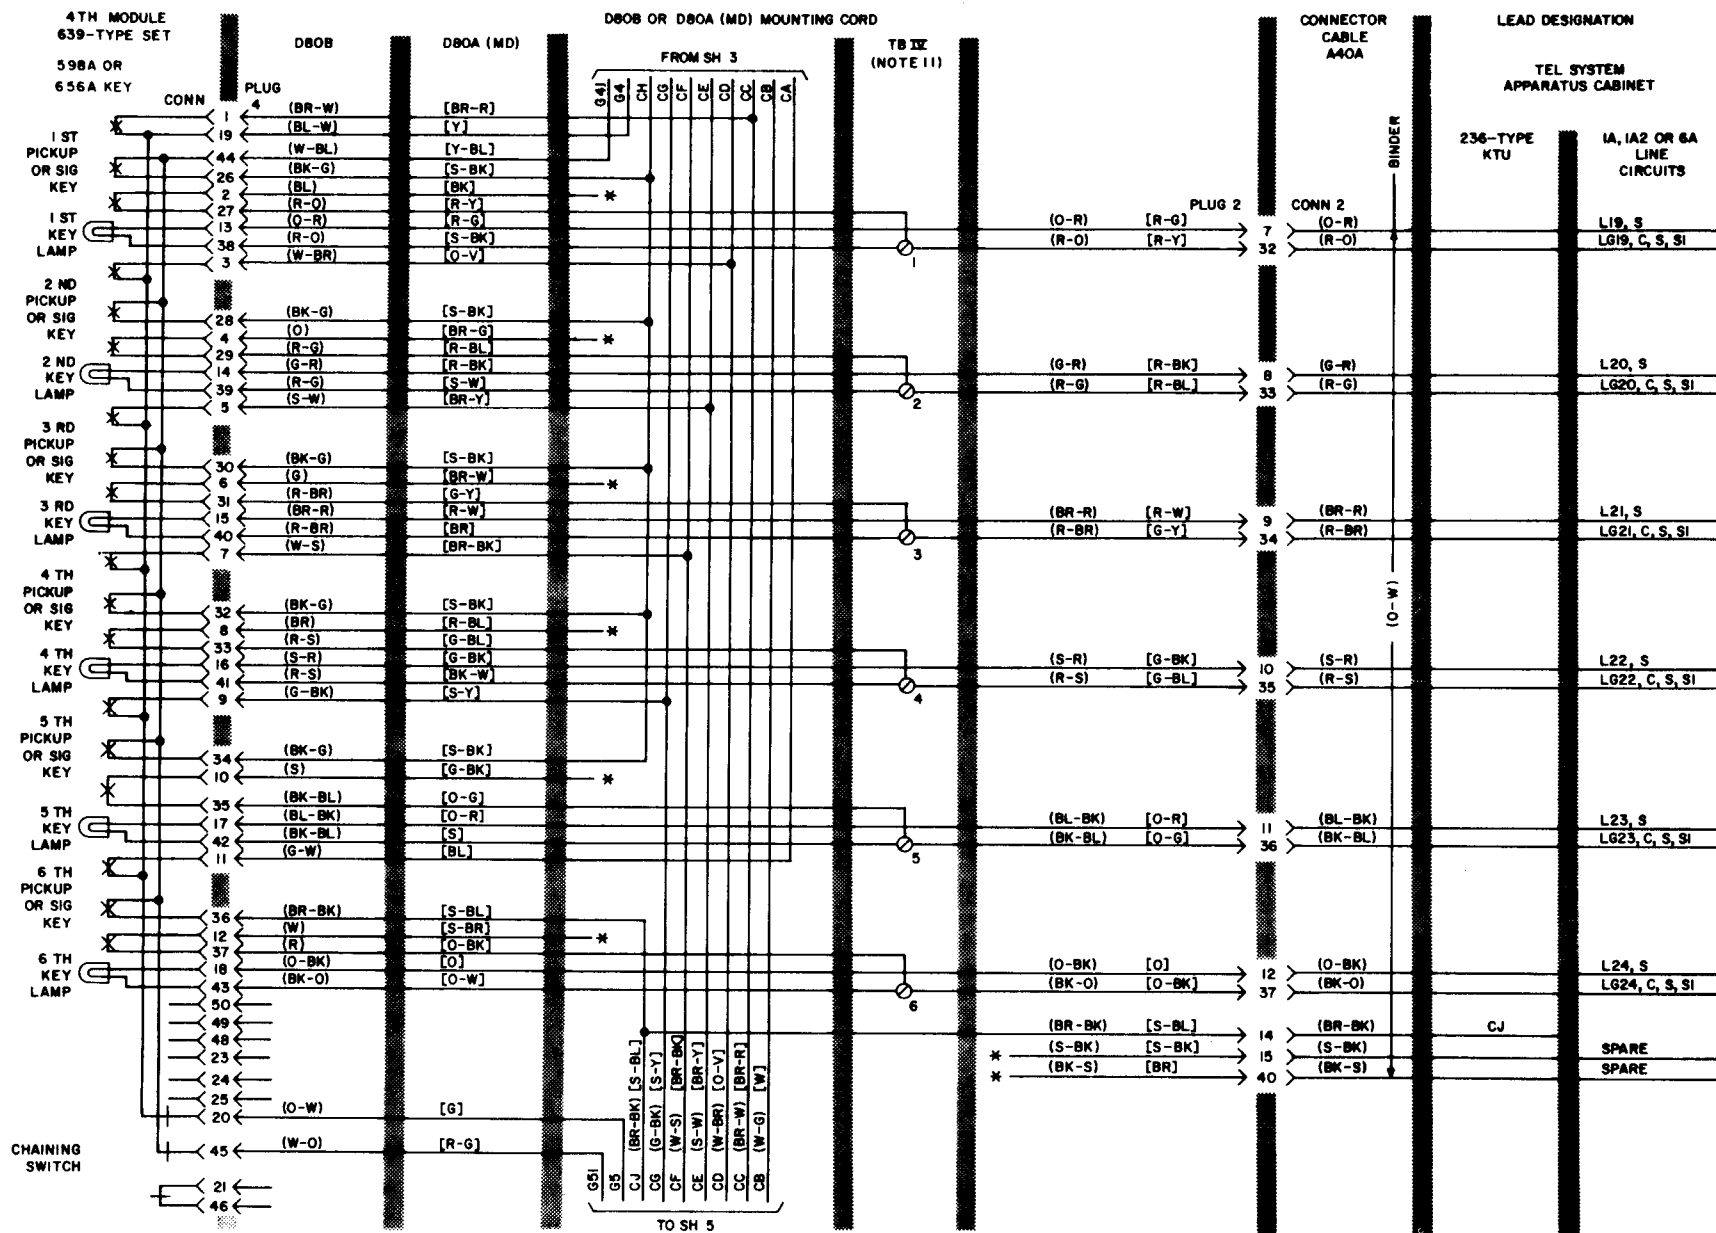 4TH MODULE
639-TYPE SET
598A OR
656A KEY
D80B OR D80A (MD) MOUNTING CORD
D80B
D80A (MD)
FROM SH 3
TB IV
(NOTE 11)
CONNECTOR
CABLE
A40A
LEAD DESIGNATION
TEL SYSTEM
APPARATUS CABINET
236-TYPE
KTU
1A, 1A2 OR 6A
LINE
CIRCUITS
CONN
PLUG
4
G41
G4
CH
CG
CF
CE
CD
CC
CB
CA
BINDER
(O-W)
PLUG 2
CONN 2
1 ST
PICKUP
OR SIG
KEY
1 ST
KEY
LAMP
1 (BR-W) [BR-R]
19 (BL-W) [Y]
44 (W-BL) [Y-BL]
26 (BK-G) [S-BK]
2 (BL) [BK] *
27 (R-O) [R-Y]
13 (O-R) [R-G]
38 (R-O) [S-BK]
3 (W-BR) [O-V]
1
(O-R) [R-G] 7 (O-R) L19, S
(R-O) [R-Y] 32 (R-O) LG19, C, S, S1
2 ND
PICKUP
OR SIG
KEY
2 ND
KEY
LAMP
28 (BK-G) [S-BK]
4 (O) [BR-G] *
29 (R-G) [R-BL]
14 (G-R) [R-BK]
39 (R-G) [S-W]
5 (S-W) [BR-Y]
2
(G-R) [R-BK] 8 (G-R) L20, S
(R-G) [R-BL] 33 (R-G) LG20, C, S, S1
3 RD
PICKUP
OR SIG
KEY
3 RD
KEY
LAMP
30 (BK-G) [S-BK]
6 (G) [BR-W] *
31 (R-BR) [G-Y]
15 (BR-R) [R-W]
40 (R-BR) [BR]
7 (W-S) [BR-BK]
3
(BR-R) [R-W] 9 (BR-R) L21, S
(R-BR) [G-Y] 34 (R-BR) LG21, C, S, S1
4 TH
PICKUP
OR SIG
KEY
4 TH
KEY
LAMP
32 (BK-G) [S-BK]
8 (BR) [R-BL] *
33 (R-S) [G-BL]
16 (S-R) [G-BK]
41 (R-S) [BK-W]
9 (G-BK) [S-Y]
4
(S-R) [G-BK] 10 (S-R) L22, S
(R-S) [G-BL] 35 (R-S) LG22, C, S, S1
5 TH
PICKUP
OR SIG
KEY
5 TH
KEY
LAMP
34 (BK-G) [S-BK]
10 (S) [G-BK] *
35 (BK-BL) [O-G]
17 (BL-BK) [O-R]
42 (BK-BL) [S]
11 (G-W) [BL]
5
(BL-BK) [O-R] 11 (BL-BK) L23, S
(BK-BL) [O-G] 36 (BK-BL) LG23, C, S, S1
6 TH
PICKUP
OR SIG
KEY
6 TH
KEY
LAMP
36 (BR-BK) [S-BL]
12 (W) [S-BR] *
37 (R) [O-BK]
18 (O-BK) [O]
43 (BK-O) [O-W]
6
(O-BK) [O] 12 (O-BK) L24, S
(BK-O) [O-BK] 37 (BK-O) LG24, C, S, S1
(BR-BK) [S-BL] 14 (BR-BK) CJ
* (S-BK) [S-BK] 15 (S-BK) SPARE
* (BK-S) [BR] 40 (BK-S) SPARE
50
49
48
23
24
25
20 (O-W) [G]
CHAINING
SWITCH
45 (W-O) [R-G]
21
46
G51
G5
CJ (BR-BK) [S-BL]
CG (G-BK) [S-Y]
CF (W-S) [BR-BK]
CE (S-W) [BR-Y]
CD (W-BR) [O-V]
CC (BR-W) [BR-R]
CB (W-G) [W]
TO SH 5